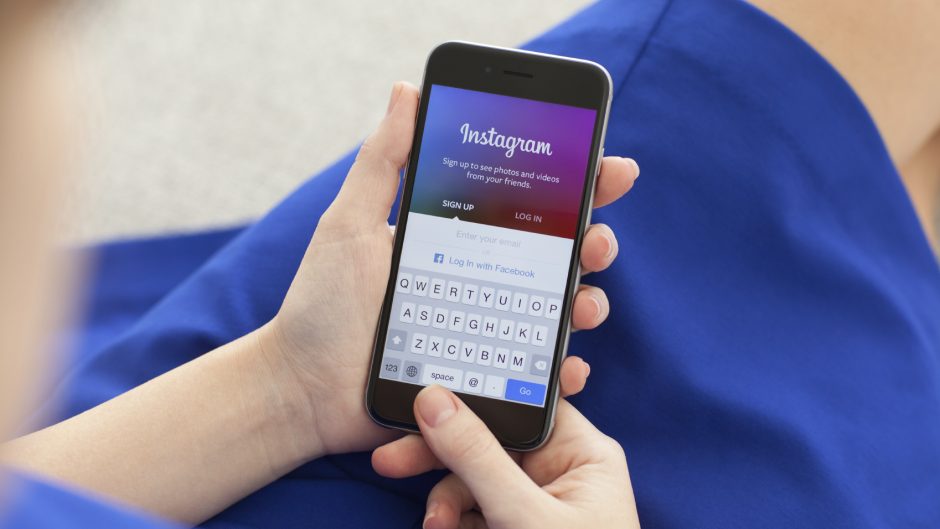 Instagram
Sign up to see photos and videos
from your friends.
SIGN UP LOG IN
Enter your email
OR
Log In with Facebook
Q W E R T Y U I O P
A S D F G H J K L
Z X C V B N M
123 space @ . Go